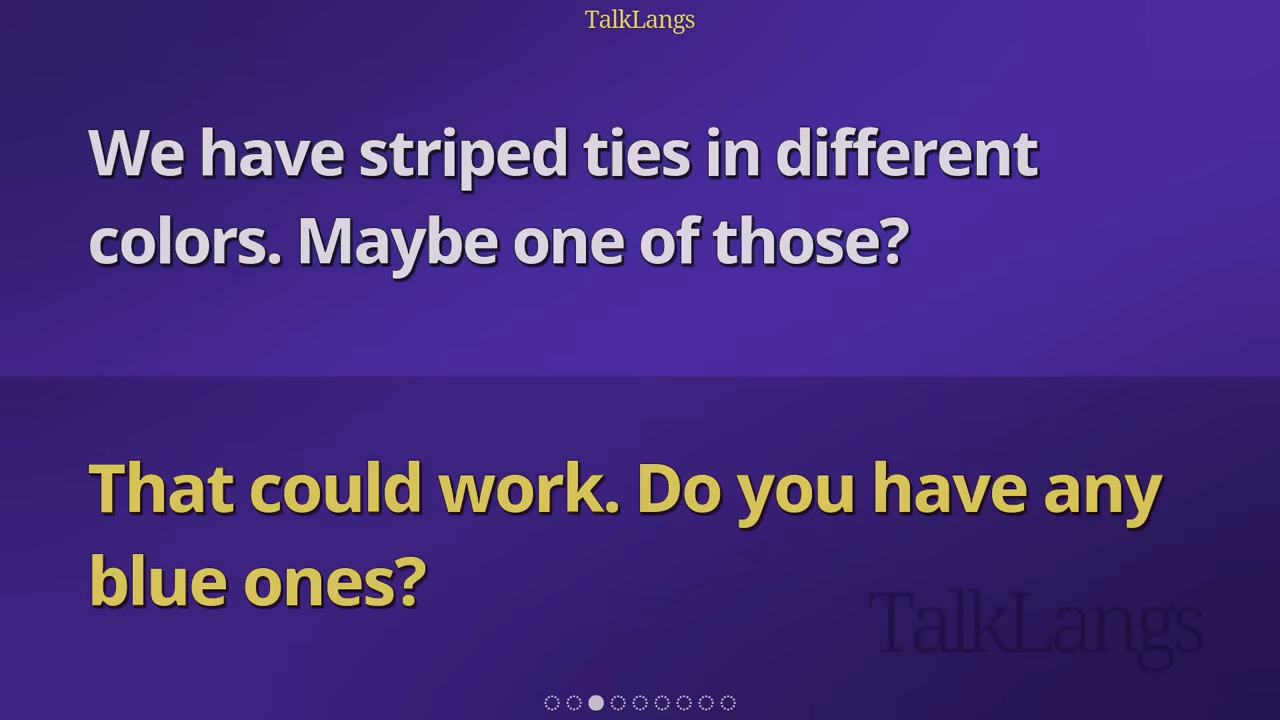 TalkLangs
We have striped ties in different
colors. Maybe one of those?
That could work. Do you have any
blue ones?
TalkLangs